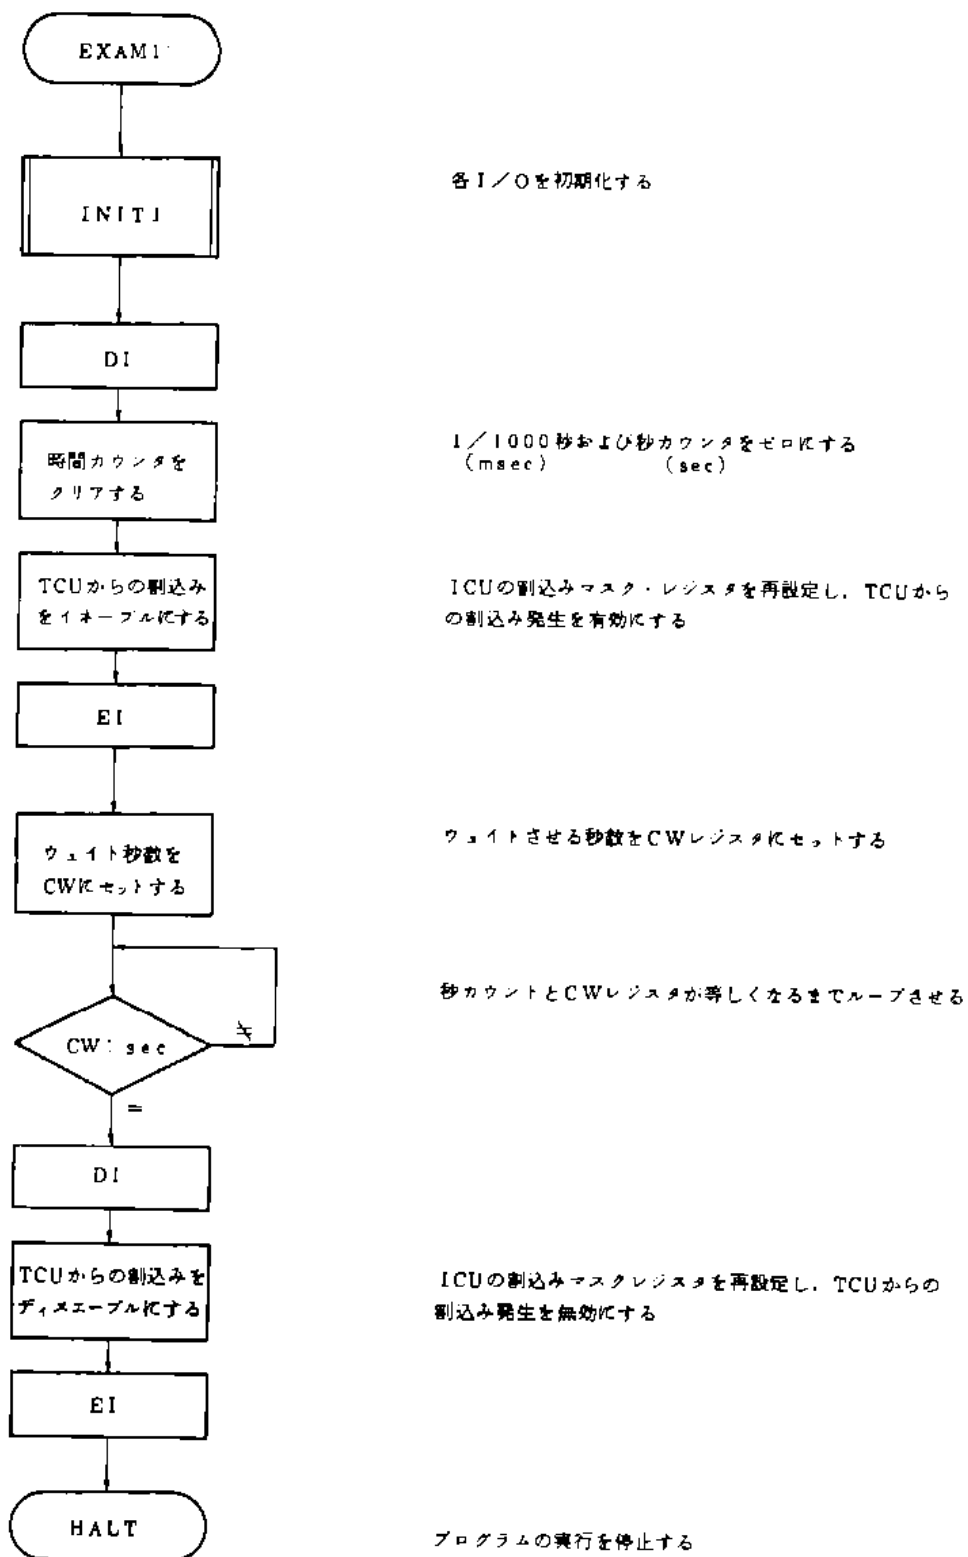 EXAM1
INIT1
各I/Oを初期化する
DI
時間カウンタを
クリアする
1/1000秒および秒カウンタをゼロにする
(msec) (sec)
TCUからの割込み
をイネーブルにする
ICUの割込みマスク・レジスタを再設定し，TCUから
の割込み発生を有効にする
EI
ウェイト秒数を
CWにセットする
ウェイトさせる秒数をCWレジスタにセットする
秒カウントとCWレジスタが等しくなるまでループさせる
CW：sec
≠
=
DI
TCUからの割込みを
ディスエーブルにする
ICUの割込みマスクレジスタを再設定し，TCUからの
割込み発生を無効にする
EI
HALT
プログラムの実行を停止する